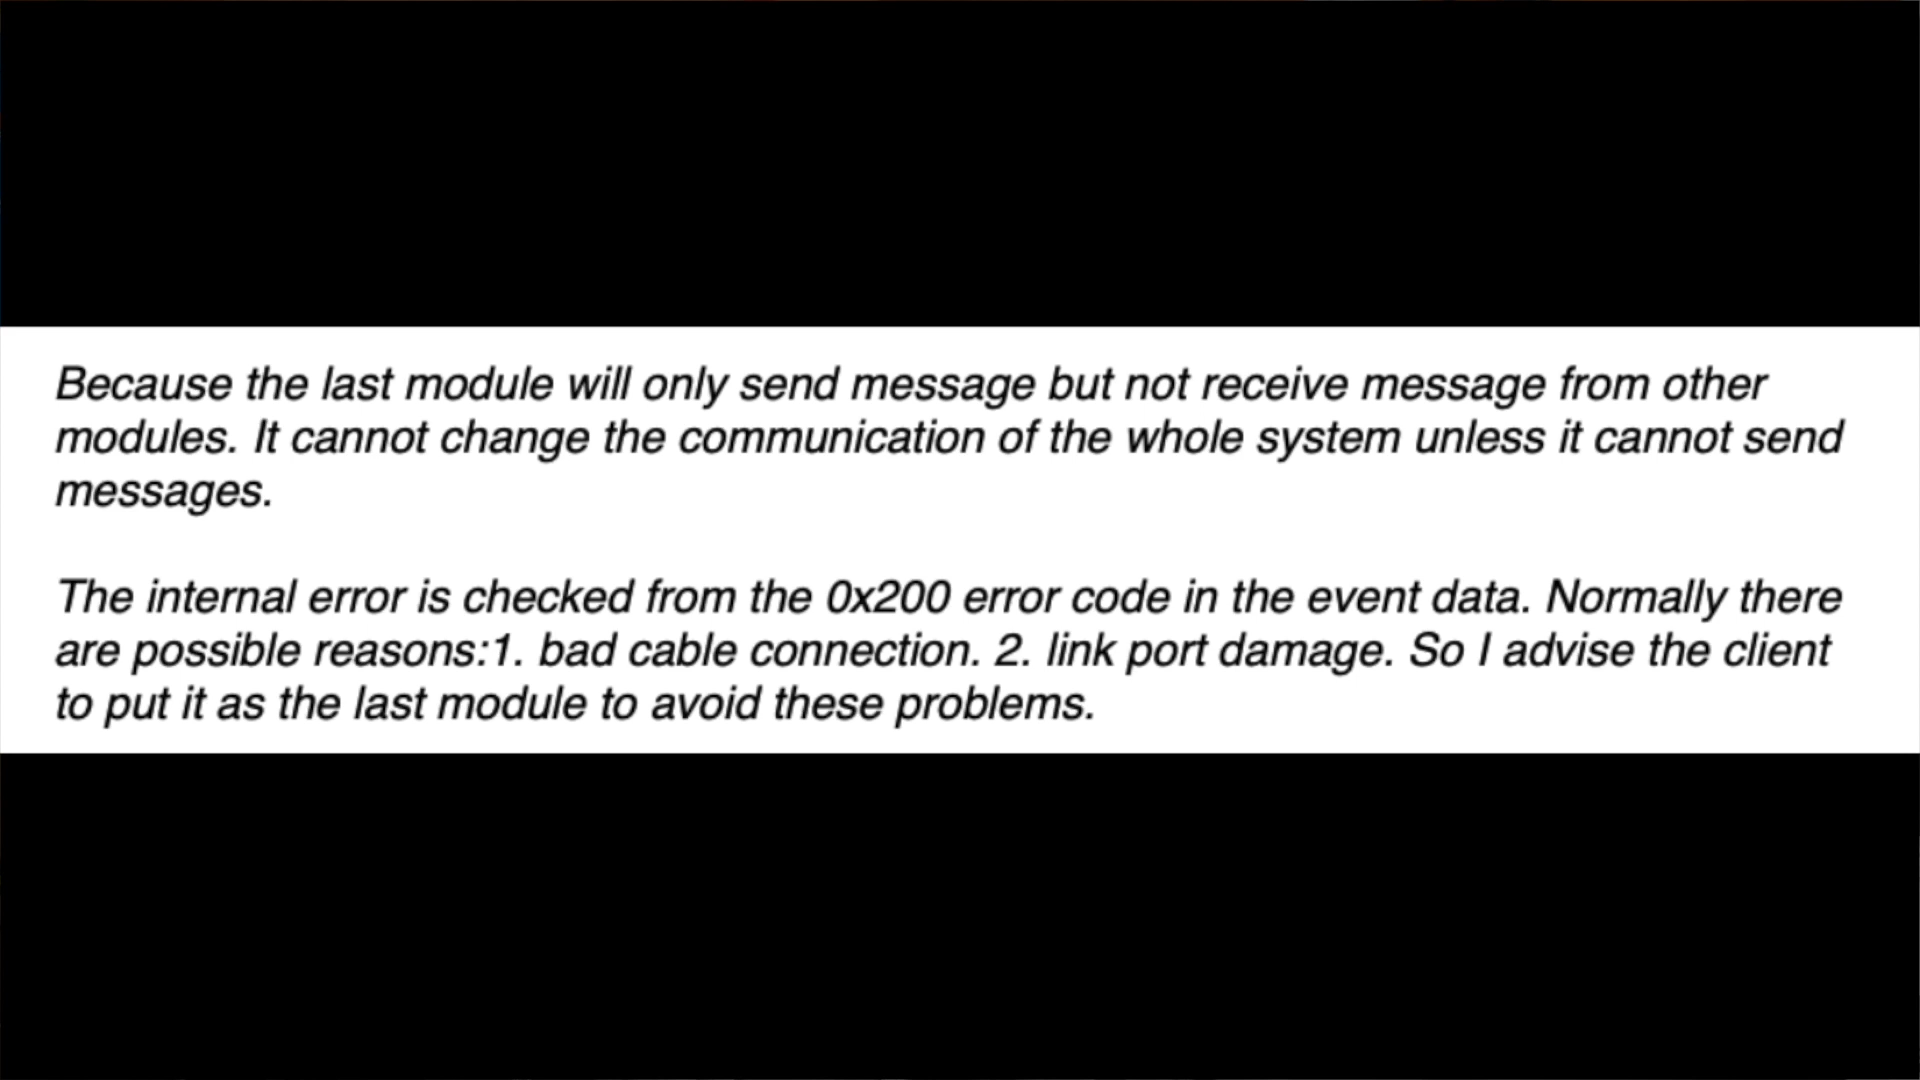 Because the last module will only send message but not receive message from other
modules. It cannot change the communication of the whole system unless it cannot send
messages.
The internal error is checked from the 0x200 error code in the event data. Normally there
are possible reasons:1. bad cable connection. 2. link port damage. So I advise the client
to put it as the last module to avoid these problems.